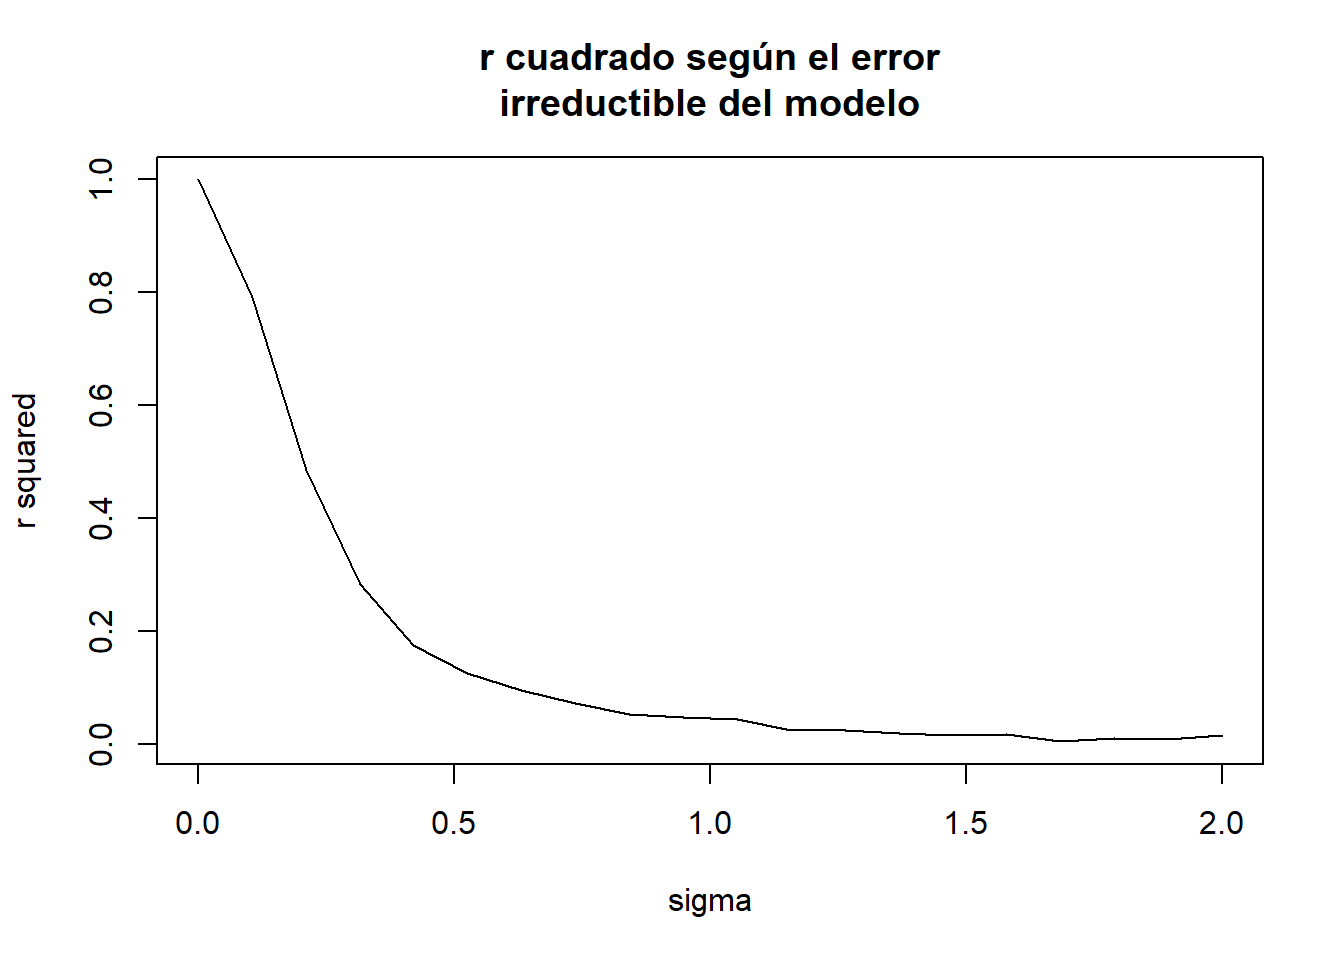 r cuadrado según el error
irreductible del modelo
r squared
1.0
0.8
0.6
0.4
0.2
0.0
0.0 0.5 1.0 1.5 2.0
sigma